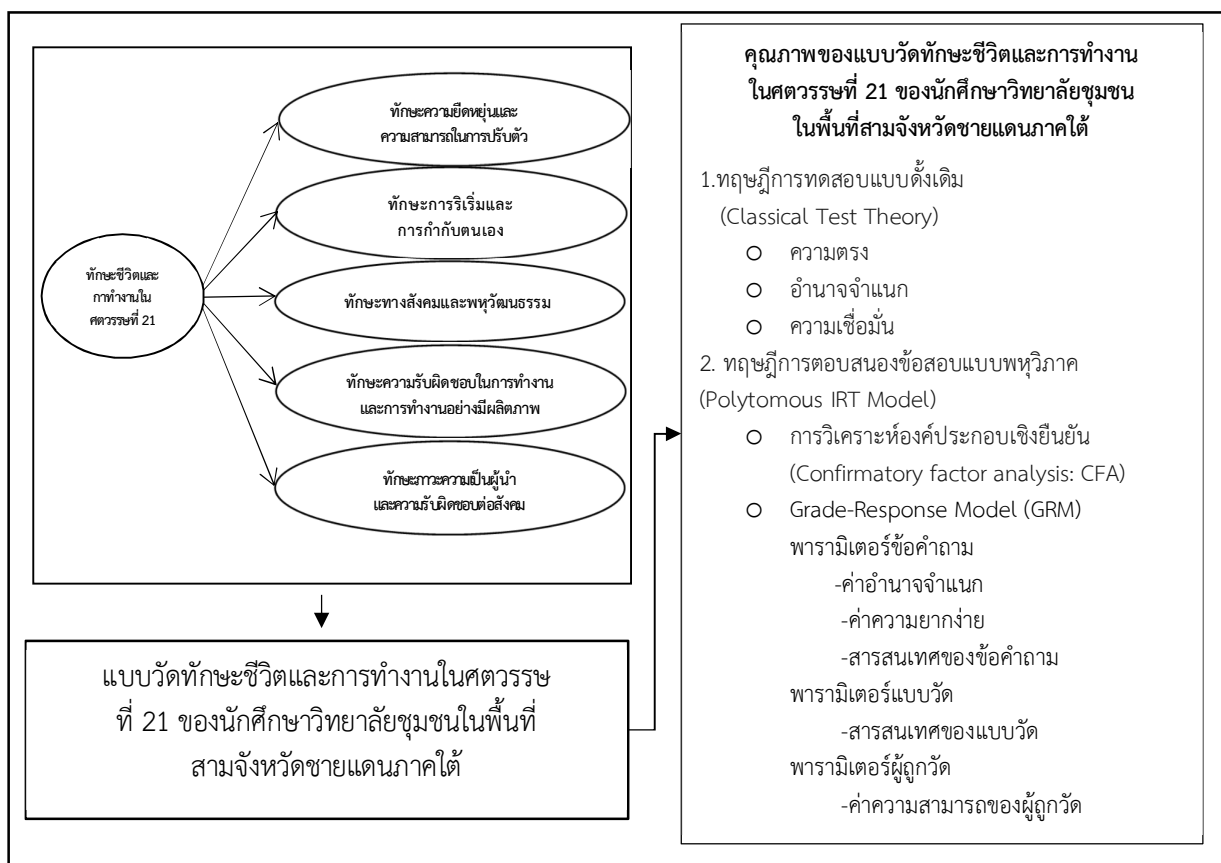 ทักษะความยืดหยุ่นและ
ความสามารถในการปรับตัว
ทักษะการริเริ่มและ
การกำกับตนเอง
ทักษะชีวิตและ
กาทำงานใน
ศตวรรษที่ 21
ทักษะทางสังคมและพหุวัฒนธรรม
ทักษะความรับผิดชอบในการทำงาน
และการทำงานอย่างมีผลิตภาพ
ทักษะภาวะความเป็นผู้นำ
และความรับผิดชอบต่อสังคม
แบบวัดทักษะชีวิตและการทำงานในศตวรรษ
ที่ 21 ของนักศึกษาวิทยาลัยชุมชนในพื้นที่
สามจังหวัดชายแดนภาคใต้
คุณภาพของแบบวัดทักษะชีวิตและการทำงาน
ในศตวรรษที่ 21 ของนักศึกษาวิทยาลัยชุมชน
ในพื้นที่สามจังหวัดชายแดนภาคใต้
1.ทฤษฎีการทดสอบแบบดั้งเดิม
(Classical Test Theory)
o ความตรง
o อำนาจจำแนก
o ความเชื่อมั่น
2. ทฤษฎีการตอบสนองข้อสอบแบบพหุวิภาค
(Polytomous IRT Model)
o การวิเคราะห์องค์ประกอบเชิงยืนยัน
(Confirmatory factor analysis: CFA)
o Grade-Response Model (GRM)
พารามิเตอร์ข้อคำถาม
-ค่าอำนาจจำแนก
-ค่าความยากง่าย
-สารสนเทศของข้อคำถาม
พารามิเตอร์แบบวัด
-สารสนเทศของแบบวัด
พารามิเตอร์ผู้ถูกวัด
-ค่าความสามารถของผู้ถูกวัด